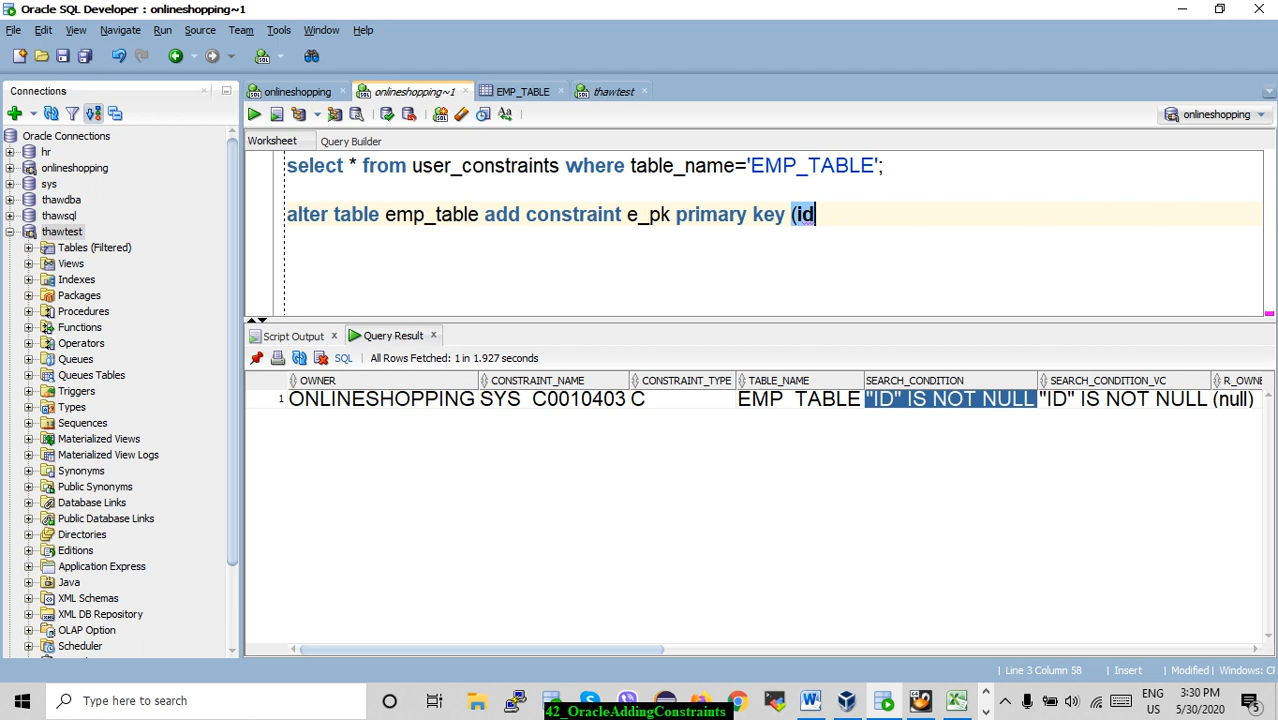 Oracle SQL Developer : onlineshopping~1
File Edit View Navigate Run Source Team Tools Window Help
Connections
onlineshopping onlineshopping~1 EMP_TABLE thawtest
onlineshopping
Oracle Connections
hr
onlineshopping
sys
thawdba
thawsql
thawtest
Tables (Filtered)
Views
Indexes
Packages
Procedures
Functions
Queues
Queues Tables
Triggers
Types
Sequences
Materialized Views
Materialized View Logs
Synonyms
Public Synonyms
Database Links
Public Database Links
Directories
Editions
Application Express
Java
XML Schemas
XML DB Repository
OLAP Option
Scheduler
Worksheet Query Builder
select * from user_constraints where table_name='EMP_TABLE';
alter table emp_table add constraint e_pk primary key (id
Script Output Query Result
SQL All Rows Fetched: 1 in 1.927 seconds
OWNER CONSTRAINT_NAME CONSTRAINT_TYPE TABLE_NAME SEARCH_CONDITION SEARCH_CONDITION_VC R_OWNE
1 ONLINESHOPPING SYS_C0010403 C EMP_TABLE "ID" IS NOT NULL "ID" IS NOT NULL (null)
Line 3 Column 58 Insert Modified Windows: CF
Type here to search
ENG
US
3:30 PM
5/30/2020
5
42_OracleAddingConstraints